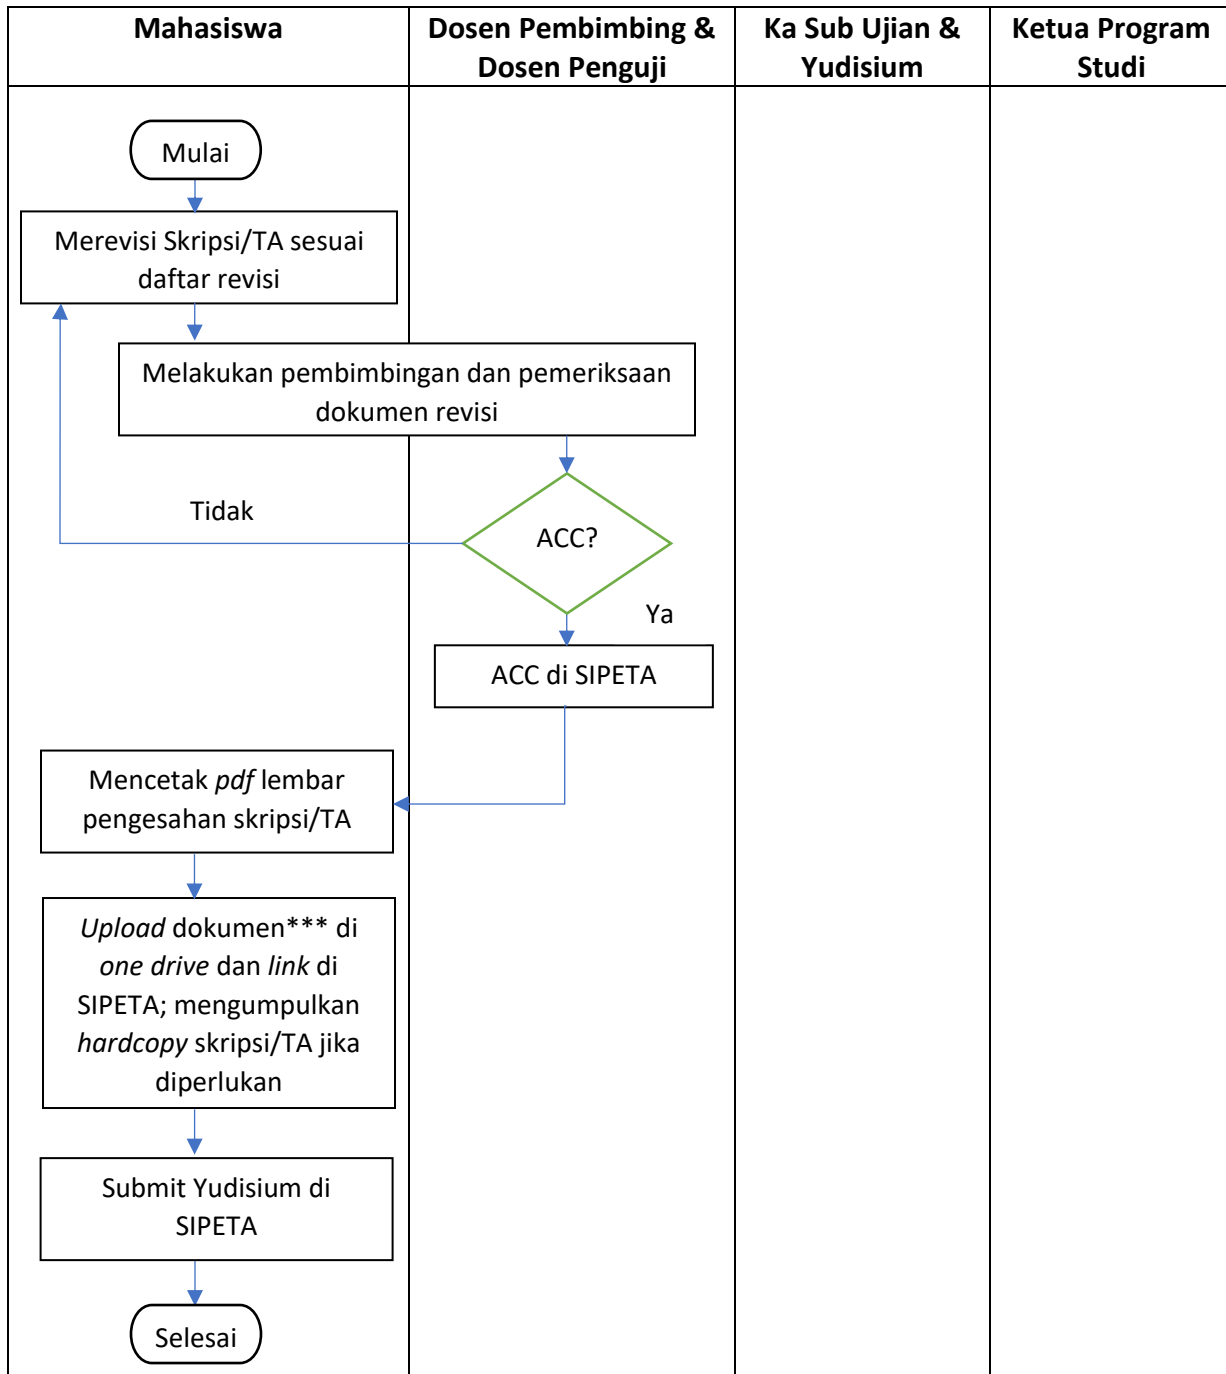 Mahasiswa
Dosen Pembimbing &
Dosen Penguji
Ka Sub Ujian &
Yudisium
Ketua Program
Studi
Mulai
Merevisi Skripsi/TA sesuai
daftar revisi
Melakukan pembimbingan dan pemeriksaan
dokumen revisi
Tidak
ACC?
Ya
ACC di SIPETA
Mencetak pdf lembar
pengesahan skripsi/TA
Upload dokumen*** di
one drive dan link di
SIPETA; mengumpulkan
hardcopy skripsi/TA jika
diperlukan
Submit Yudisium di
SIPETA
Selesai